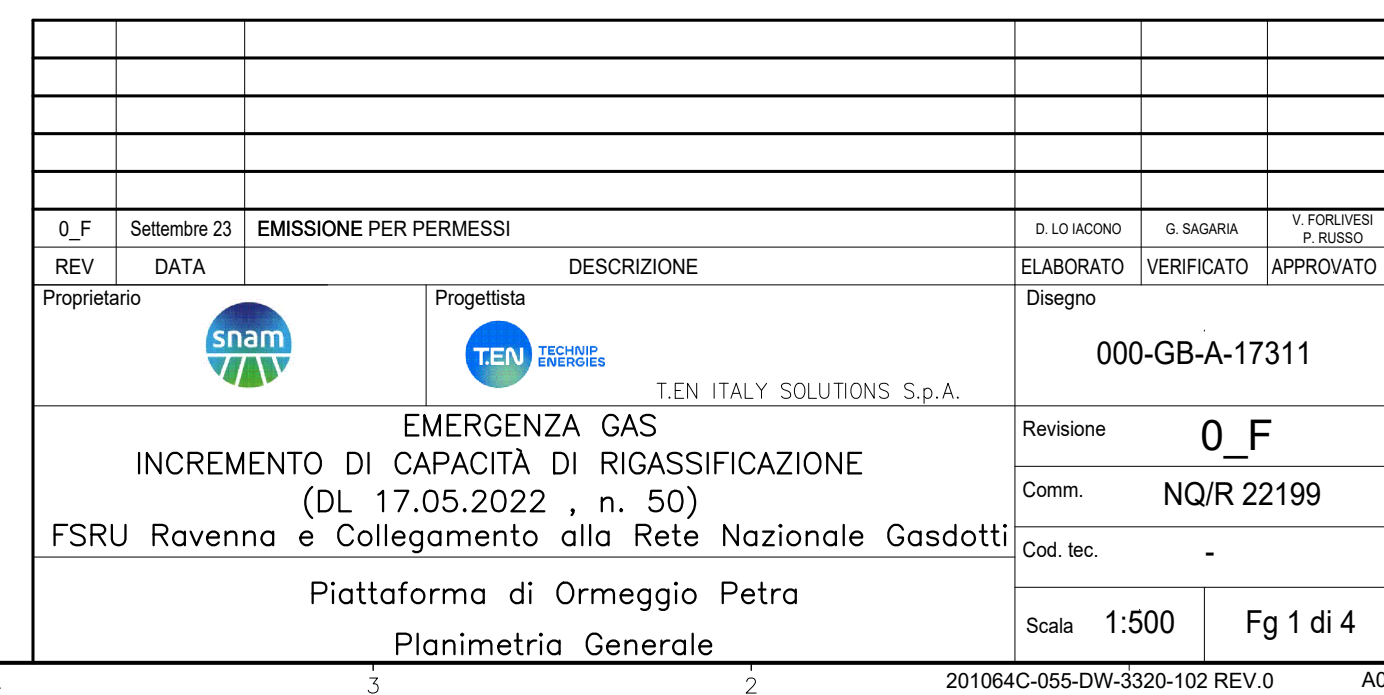 0_F Settembre 23 EMISSIONE PER PERMESSI D. LO IACONO G. SAGARIA V. FORLIVESI
P. RUSSO
REV DATA DESCRIZIONE ELABORATO VERIFICATO APPROVATO
Proprietario Progettista Disegno
snam
T.EN TECHNIP
ENERGIES
000-GB-A-17311
T.EN ITALY SOLUTIONS S.p.A.
EMERGENZA GAS
INCREMENTO DI CAPACITÀ DI RIGASSIFICAZIONE
(DL 17.05.2022 , n. 50)
FSRU Ravenna e Collegamento alla Rete Nazionale Gasdotti
Revisione 0_F
Comm. NQ/R 22199
Cod. tec. -
Piattaforma di Ormeggio Petra
Planimetria Generale
Scala 1:500 Fg 1 di 4
3 2 201064C-055-DW-3320-102 REV.0 A0